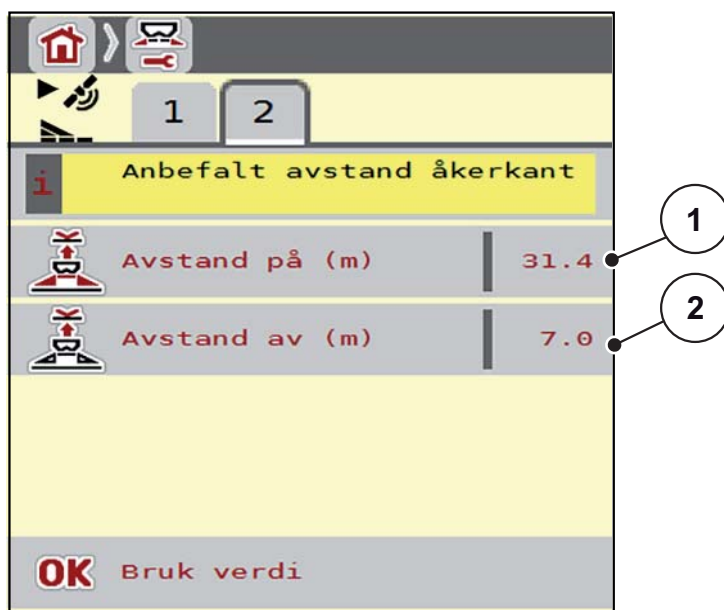 1 2
i Anbefalt avstand åkerkant
Avstand på (m) 31.4
1
Avstand av (m) 7.0
2
OK Bruk verdi